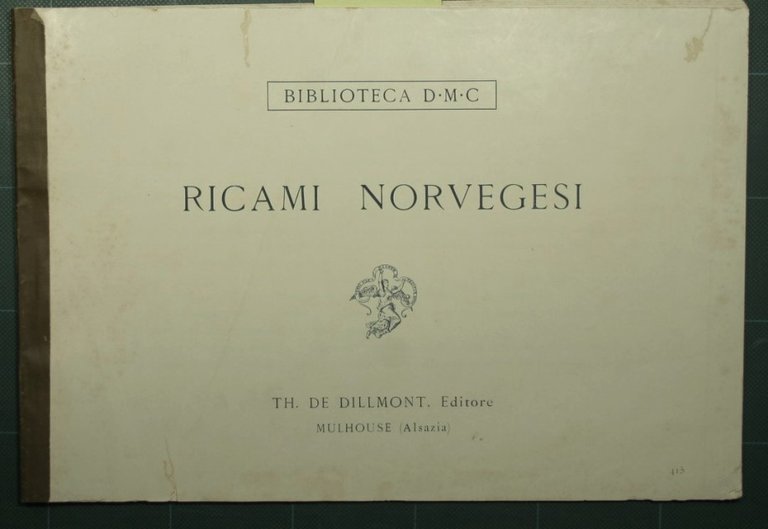 BIBLIOTECA D·M·C
RICAMI NORVEGESI
TH. DE DILLMONT. Editore
MULHOUSE (Alsazia)